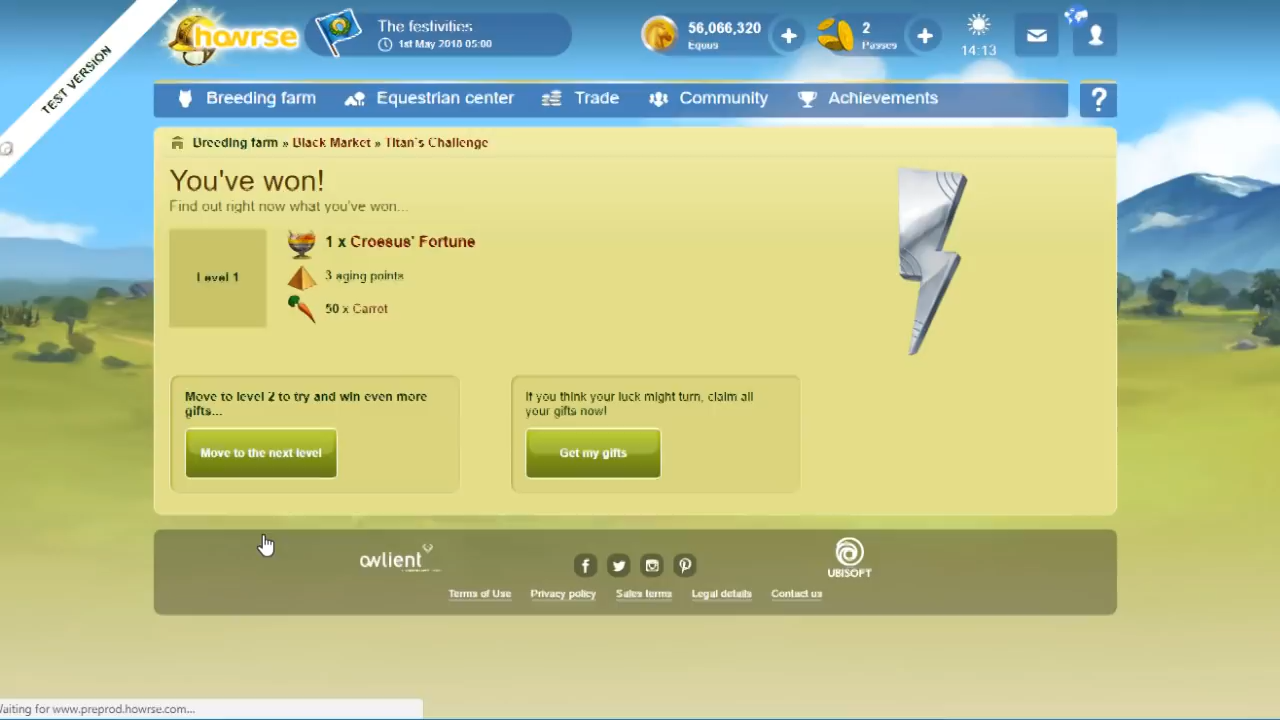 TEST VERSION
howrse
The festivities
1st May 2018 05:00
56,066,320
Equus
2
Passes
14:13
Breeding farm
Equestrian center
Trade
Community
Achievements
?
Breeding farm » Black Market » Titan's Challenge
You've won!
Find out right now what you've won...
Level 1
1 x Croesus' Fortune
3 aging points
50 x Carrot
Move to level 2 to try and win even more
gifts...
Move to the next level
If you think your luck might turn, claim all
your gifts now!
Get my gifts
owlient
UBISOFT
Terms of Use
Privacy policy
Sales terms
Legal details
Contact us
Waiting for www.preprod.howrse.com...